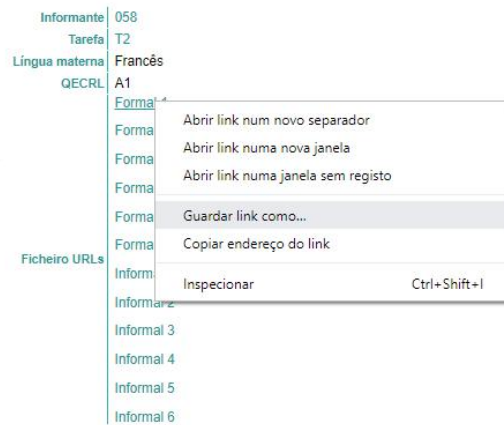 Informante 058
Tarefa T2
Língua materna Francês
QECRL A1
Formal 1
Abrir link num novo separador
Forma
Abrir link numa nova janela
Forma
Abrir link numa janela sem registo
Forma
Forma Guardar link como...
Forma Copiar endereço do link
Ficheiro URLs
Inform
Inspecionar Ctrl+Shift+I
Informal 2
Informal 3
Informal 4
Informal 5
Informal 6